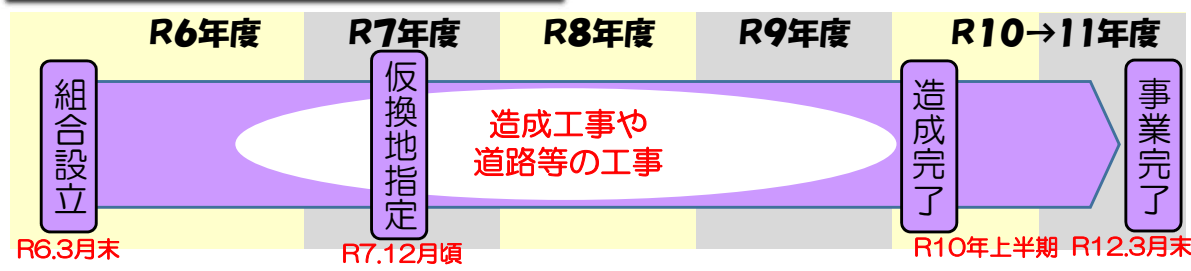 R6年度 R7年度 R8年度 R9年度 R10→11年度
組合設立
仮換地指定
造成工事や
道路等の工事
造成完了
事業完了
R6.3月末 R7.12月頃 R10年上半期 R12.3月末